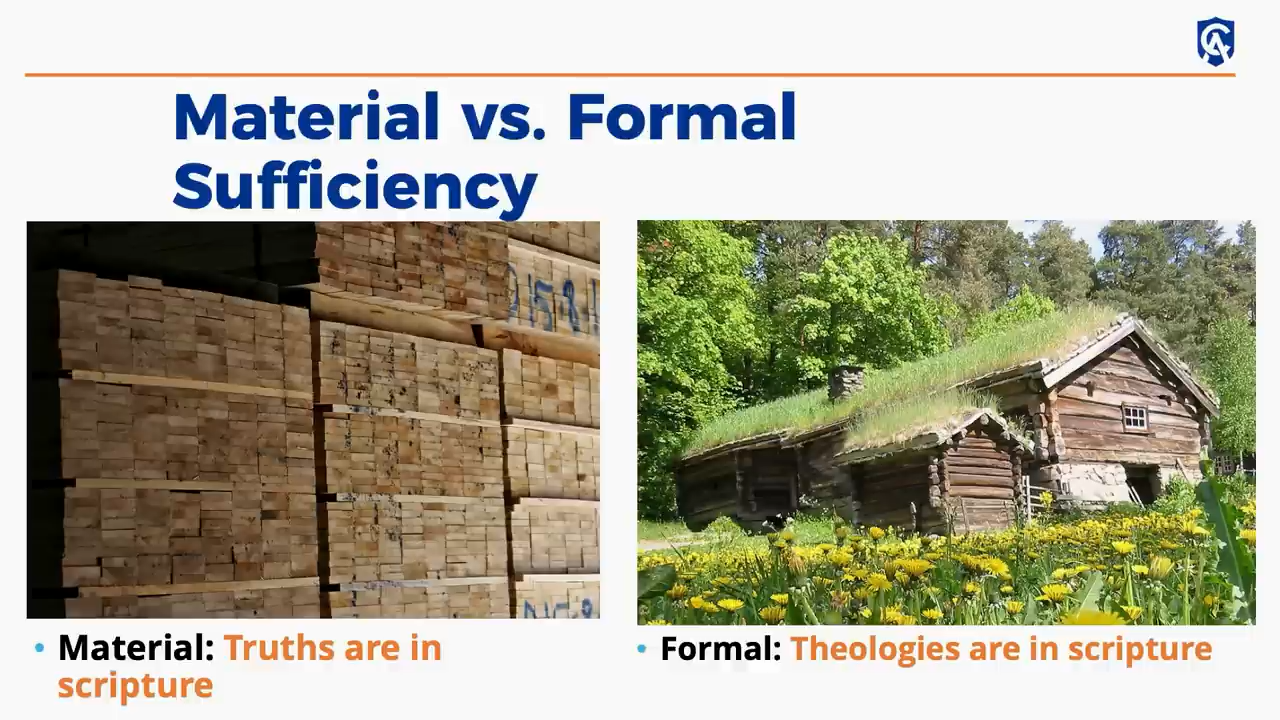 Material vs. Formal
Sufficiency
• Material: Truths are in
scripture
• Formal: Theologies are in scripture